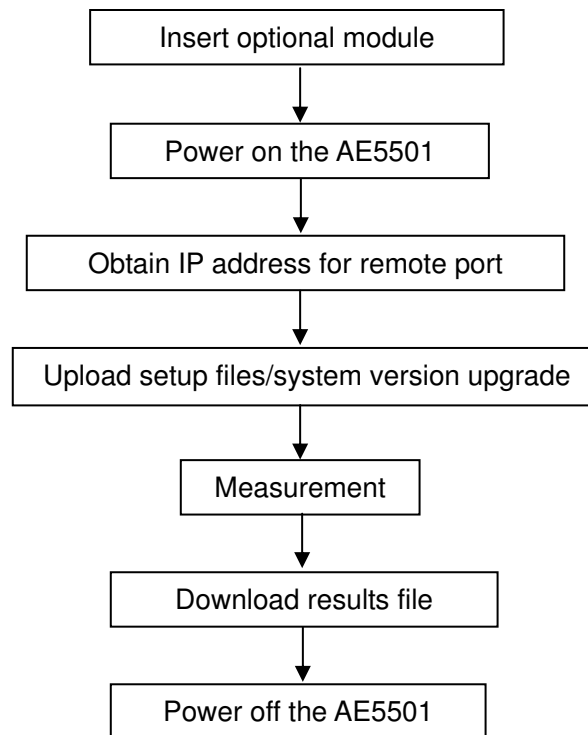 Insert optional module
Power on the AE5501
Obtain IP address for remote port
Upload setup files/system version upgrade
Measurement
Download results file
Power off the AE5501